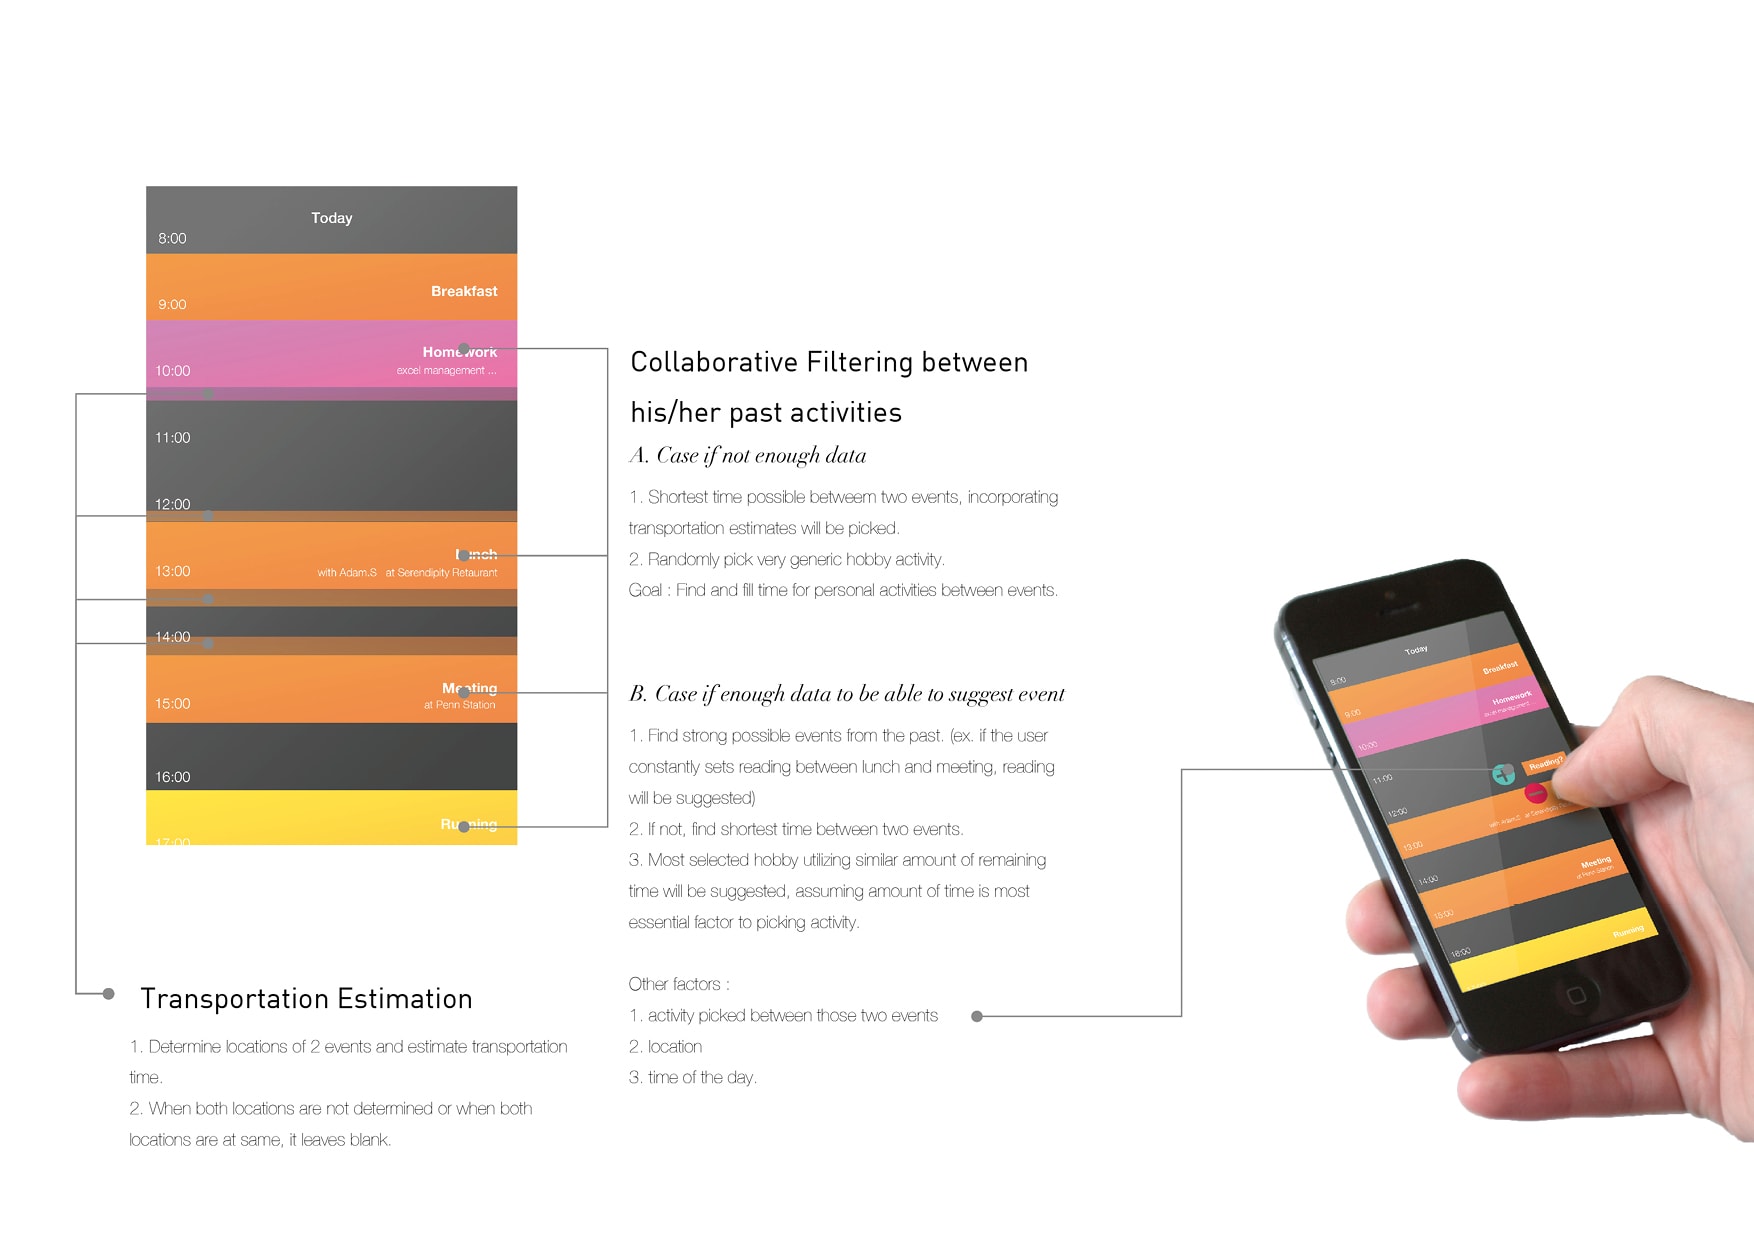 Today
8:00
Breakfast
9:00
Homework
10:00
excel management ...
11:00
12:00
Lunch
13:00
with Adam.S at Serendipity Retaurant
14:00
Meeting
15:00
at Penn Station
16:00
Running
17:00
Transportation Estimation
1. Determine locations of 2 events and estimate transportation
time.
2. When both locations are not determined or when both
locations are at same, it leaves blank.
Collaborative Filtering between
his/her past activities
A. Case if not enough data
1. Shortest time possible betweem two events, incorporating
transportation estimates will be picked.
2. Randomly pick very generic hobby activity.
Goal : Find and fill time for personal activities between events.
B. Case if enough data to be able to suggest event
1. Find strong possible events from the past. (ex. if the user
constantly sets reading between lunch and meeting, reading
will be suggested)
2. If not, find shortest time between two events.
3. Most selected hobby utilizing similar amount of remaining
time will be suggested, assuming amount of time is most
essential factor to picking activity.
Other factors :
1. activity picked between those two events
2. location
3. time of the day.
Today
8:00
Breakfast
9:00
Homework
excel management ...
10:00
11:00
Reading?
12:00
with Adam.S at Serendipity
13:00
14:00
Meeting
at Penn Station
15:00
16:00
Running